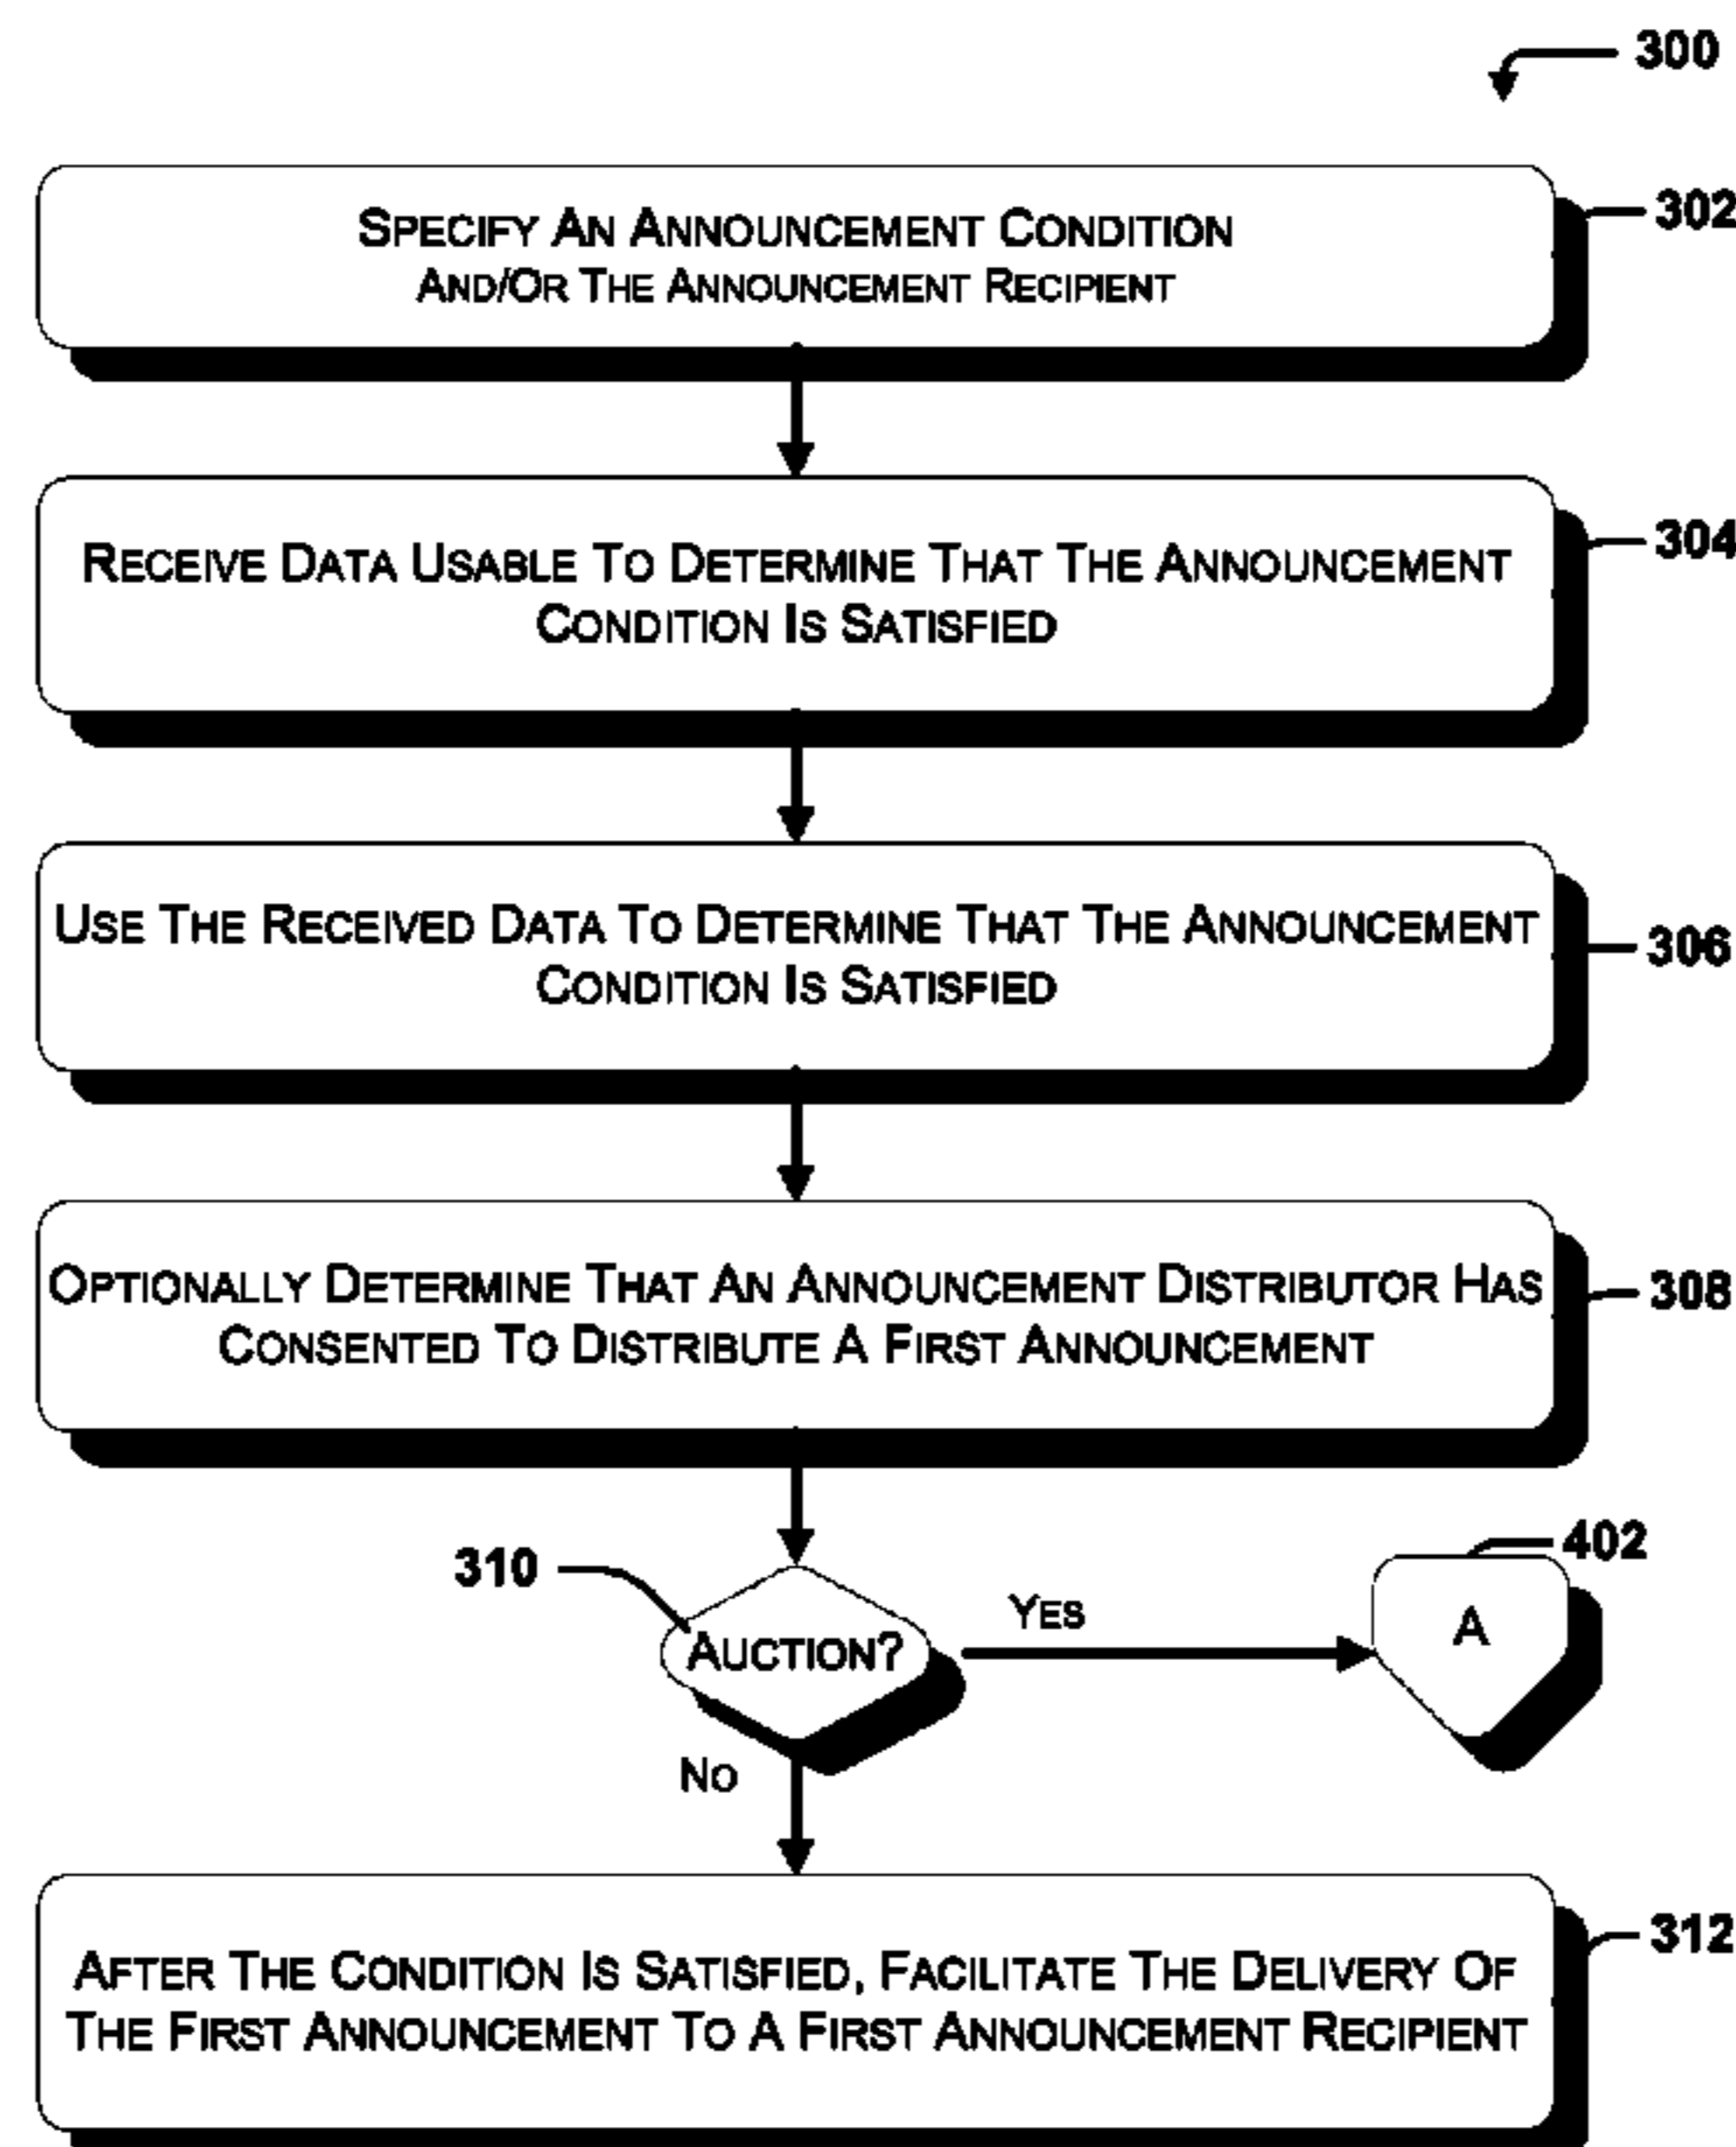 300
302
SPECIFY AN ANNOUNCEMENT CONDITION
AND/OR THE ANNOUNCEMENT RECIPIENT
304
RECEIVE DATA USABLE TO DETERMINE THAT THE ANNOUNCEMENT
CONDITION IS SATISFIED
306
USE THE RECEIVED DATA TO DETERMINE THAT THE ANNOUNCEMENT
CONDITION IS SATISFIED
308
OPTIONALLY DETERMINE THAT AN ANNOUNCEMENT DISTRIBUTOR HAS
CONSENTED TO DISTRIBUTE A FIRST ANNOUNCEMENT
310
AUCTION?
YES
402
A
NO
312
AFTER THE CONDITION IS SATISFIED, FACILITATE THE DELIVERY OF
THE FIRST ANNOUNCEMENT TO A FIRST ANNOUNCEMENT RECIPIENT